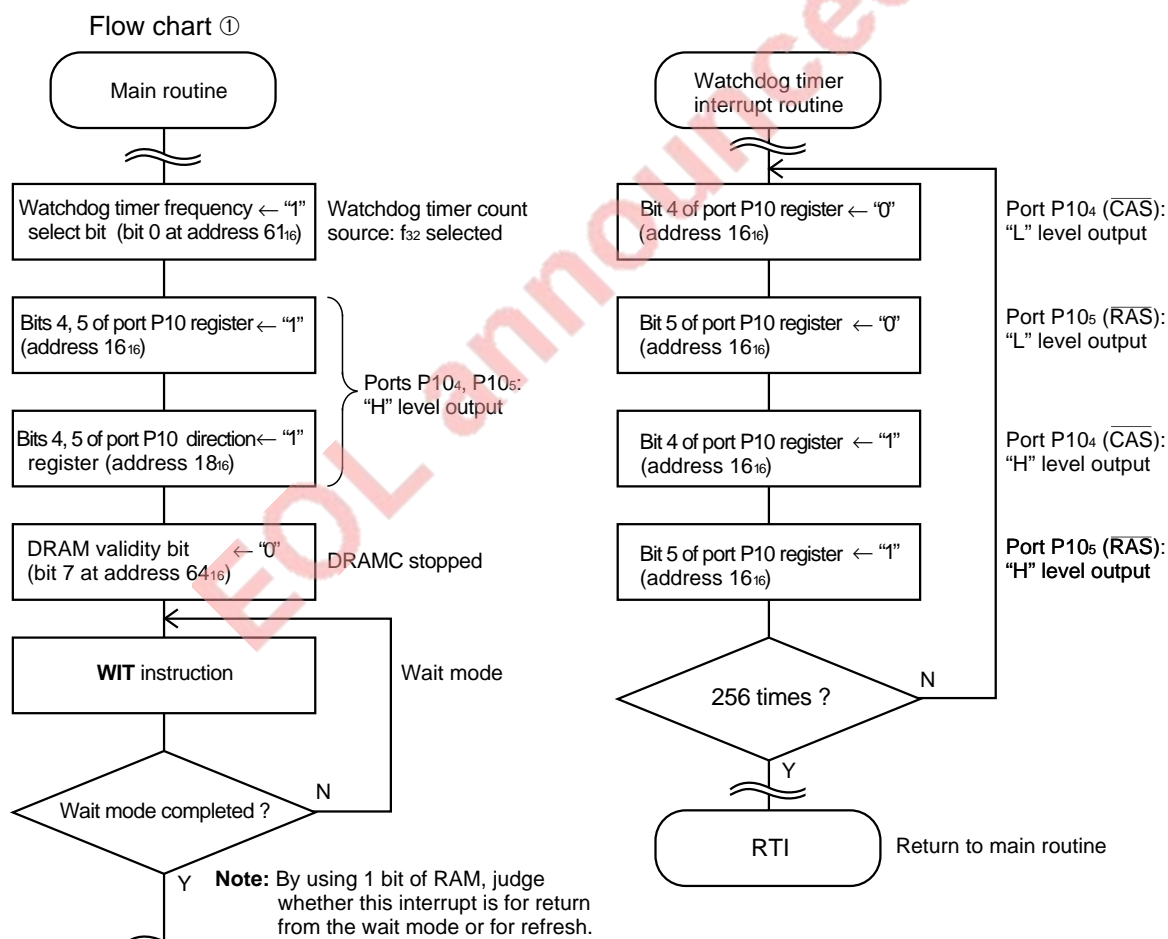 Flow chart ①
Main routine
Watchdog timer frequency ← “1”
select bit (bit 0 at address 61₁₆)
Watchdog timer count
source: f₃₂ selected
Bits 4, 5 of port P10 register ← “1”
(address 16₁₆)
Bits 4, 5 of port P10 direction ← “1”
register (address 18₁₆)
Ports P10₄, P10₅:
“H” level output
DRAM validity bit ← “0”
(bit 7 at address 64₁₆)
DRAMC stopped
WIT instruction
Wait mode
Wait mode completed ?
N
Y
Note: By using 1 bit of RAM, judge
whether this interrupt is for return
from the wait mode or for refresh.
Watchdog timer
interrupt routine
Bit 4 of port P10 register ← “0”
(address 16₁₆)
Port P10₄ (C̅A̅S̅):
“L” level output
Bit 5 of port P10 register ← “0”
(address 16₁₆)
Port P10₅ (R̅A̅S̅):
“L” level output
Bit 4 of port P10 register ← “1”
(address 16₁₆)
Port P10₄ (C̅A̅S̅):
“H” level output
Bit 5 of port P10 register ← “1”
(address 16₁₆)
Port P10₅ (R̅A̅S̅):
“H” level output
256 times ?
N
Y
RTI
Return to main routine
EOL announced